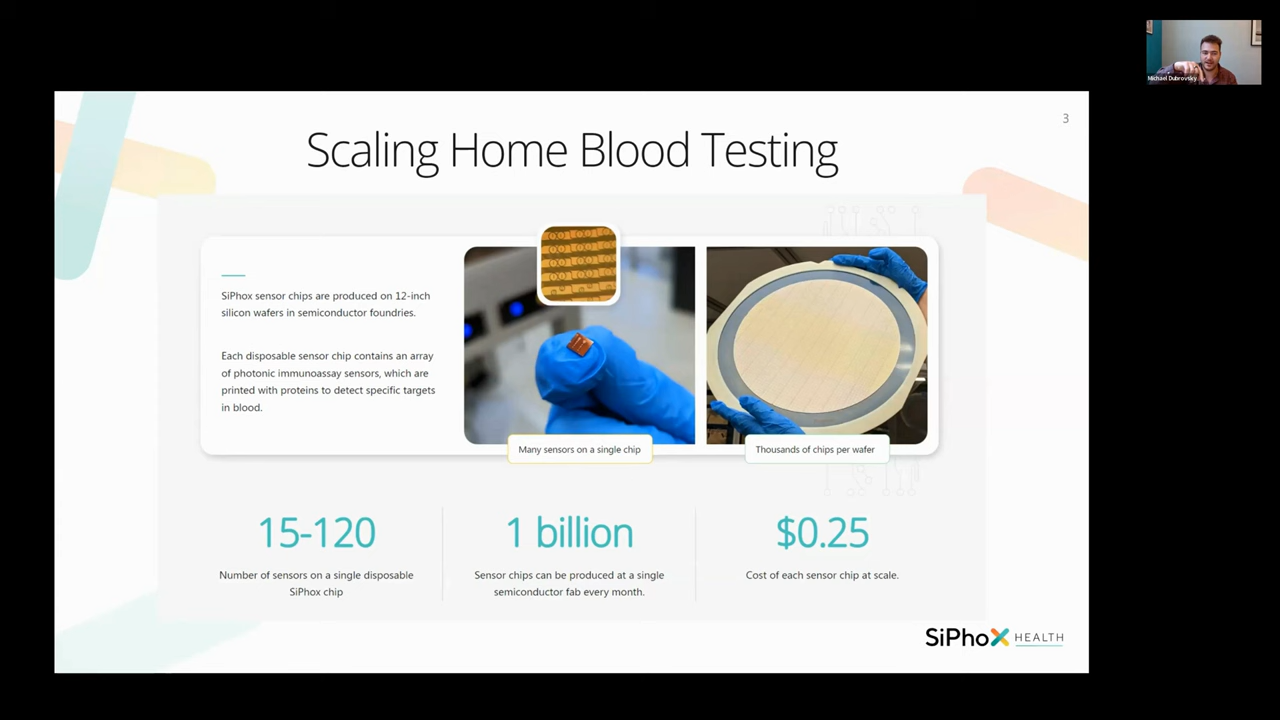 Michael Dubrovsky
3
Scaling Home Blood Testing
SiPhox sensor chips are produced on 12-inch
silicon wafers in semiconductor foundries.
Each disposable sensor chip contains an array
of photonic immunoassay sensors, which are
printed with proteins to detect specific targets
in blood.
Many sensors on a single chip
Thousands of chips per wafer
15-120
Number of sensors on a single disposable
SiPhox chip
1 billion
Sensor chips can be produced at a single
semiconductor fab every month.
$0.25
Cost of each sensor chip at scale.
SiPhoX HEALTH